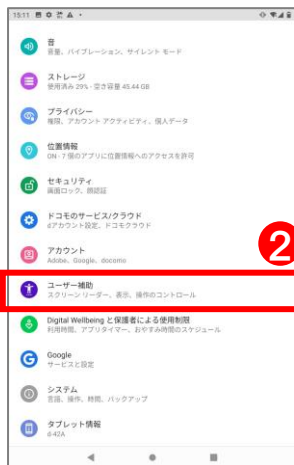 15:11
音
音量、バイブレーション、サイレント モード
ストレージ
使用済み 29% - 空き容量 45.44 GB
プライバシー
権限、アカウント アクティビティ、個人データ
位置情報
ON - 7 個のアプリに位置情報へのアクセスを許可
セキュリティ
画面ロック、顔認証
ドコモのサービス/クラウド
dアカウント設定、ドコモクラウド
アカウント
Adobe、Google、docomo
2
ユーザー補助
スクリーン リーダー、表示、操作のコントロール
Digital Wellbeing と保護者による使用制限
利用時間、アプリタイマー、おやすみ時間のスケジュール
Google
サービスと設定
システム
言語、操作、時間、バックアップ
タブレット情報
d-42A